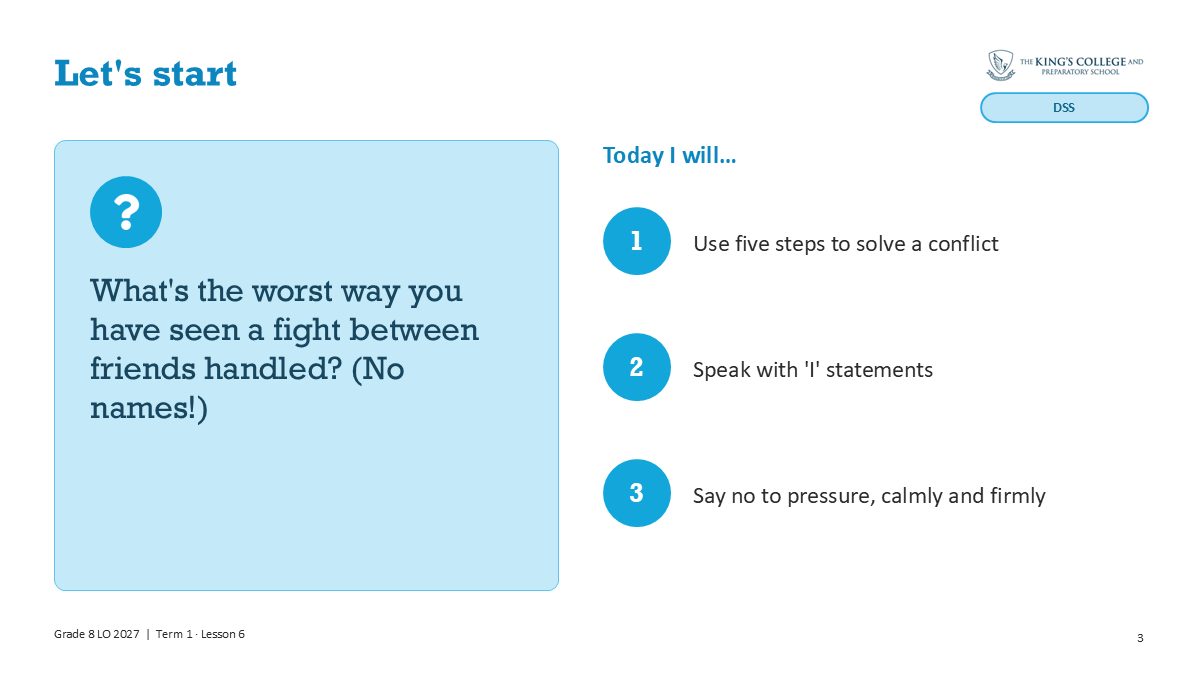 Let's start
THE KING'S COLLEGE AND
PREPARATORY SCHOOL
DSS
?
What's the worst way you
have seen a fight between
friends handled? (No
names!)
Today I will...
1
Use five steps to solve a conflict
2
Speak with 'I' statements
3
Say no to pressure, calmly and firmly
Grade 8 LO 2027 | Term 1 · Lesson 6
3